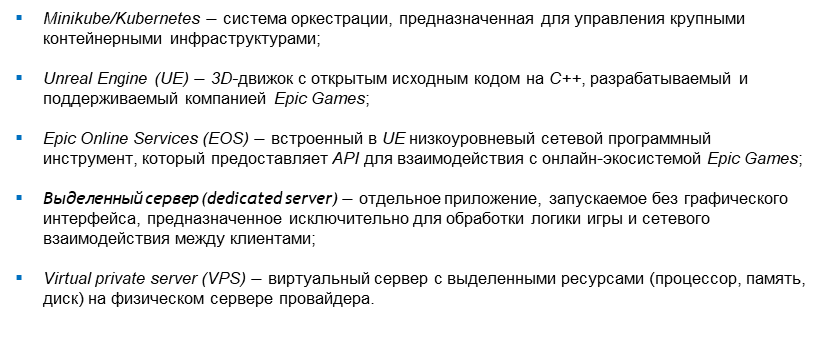 Minikube/Kubernetes – система оркестрации, предназначенная для управления крупными
контейнерными инфраструктурами;
Unreal Engine (UE) – 3D-движок с открытым исходным кодом на C++, разрабатываемый и
поддерживаемый компанией Epic Games;
Epic Online Services (EOS) – встроенный в UE низкоуровневый сетевой программный
инструмент, который предоставляет API для взаимодействия с онлайн-экосистемой Epic Games;
Выделенный сервер (dedicated server) – отдельное приложение, запускаемое без графического
интерфейса, предназначенное исключительно для обработки логики игры и сетевого
взаимодействия между клиентами;
Virtual private server (VPS) – виртуальный сервер с выделенными ресурсами (процессор, память,
диск) на физическом сервере провайдера.